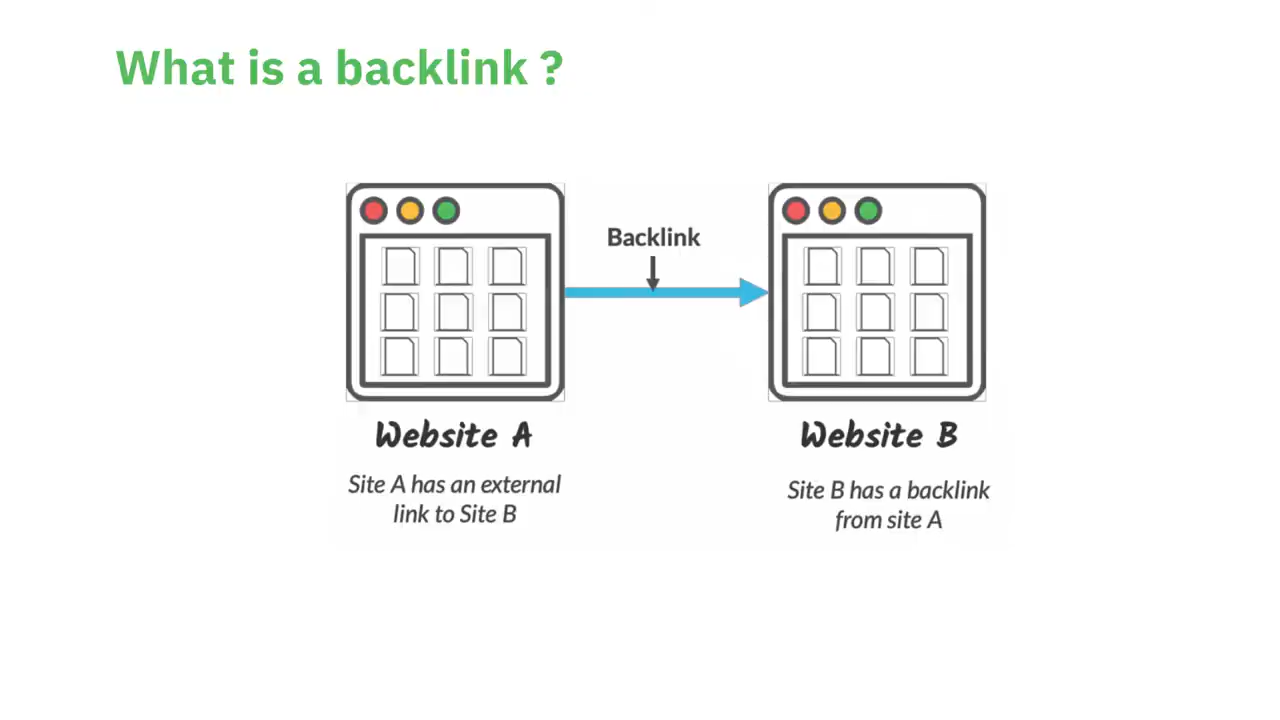 What is a backlink ?
Backlink
Website A
Website B
Site A has an external
link to Site B
Site B has a backlink
from site A